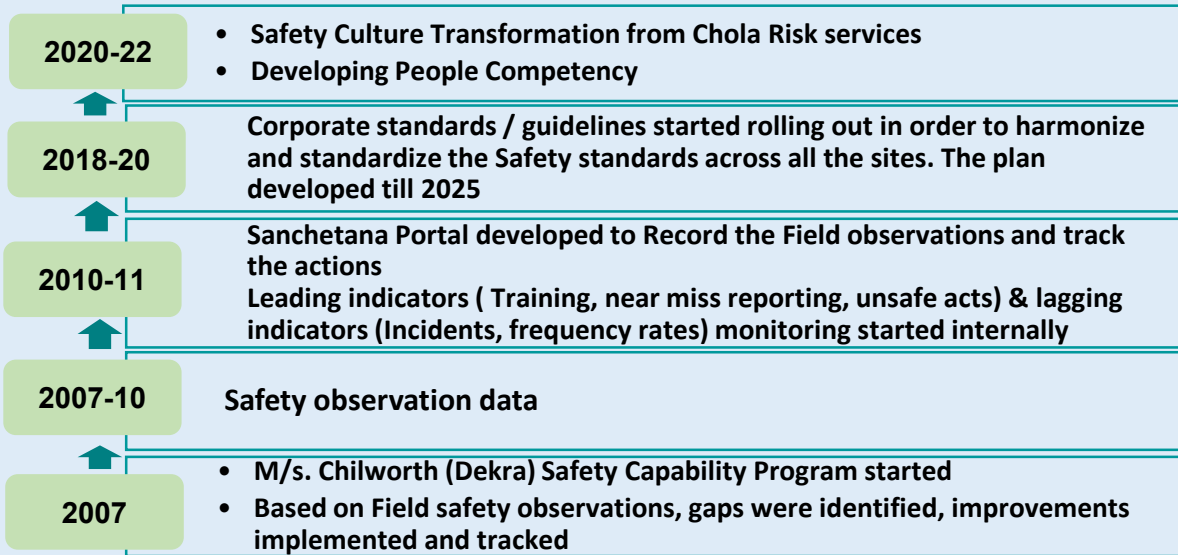 2020-22
• Safety Culture Transformation from Chola Risk services
• Developing People Competency
2018-20
Corporate standards / guidelines started rolling out in order to harmonize
and standardize the Safety standards across all the sites. The plan
developed till 2025
2010-11
Sanchetana Portal developed to Record the Field observations and track
the actions
Leading indicators ( Training, near miss reporting, unsafe acts) & lagging
indicators (Incidents, frequency rates) monitoring started internally
2007-10
Safety observation data
2007
• M/s. Chilworth (Dekra) Safety Capability Program started
• Based on Field safety observations, gaps were identified, improvements
implemented and tracked